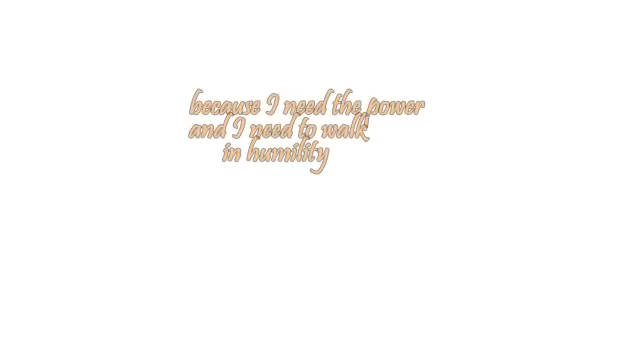 because I need the power
and I need to walk
in humility